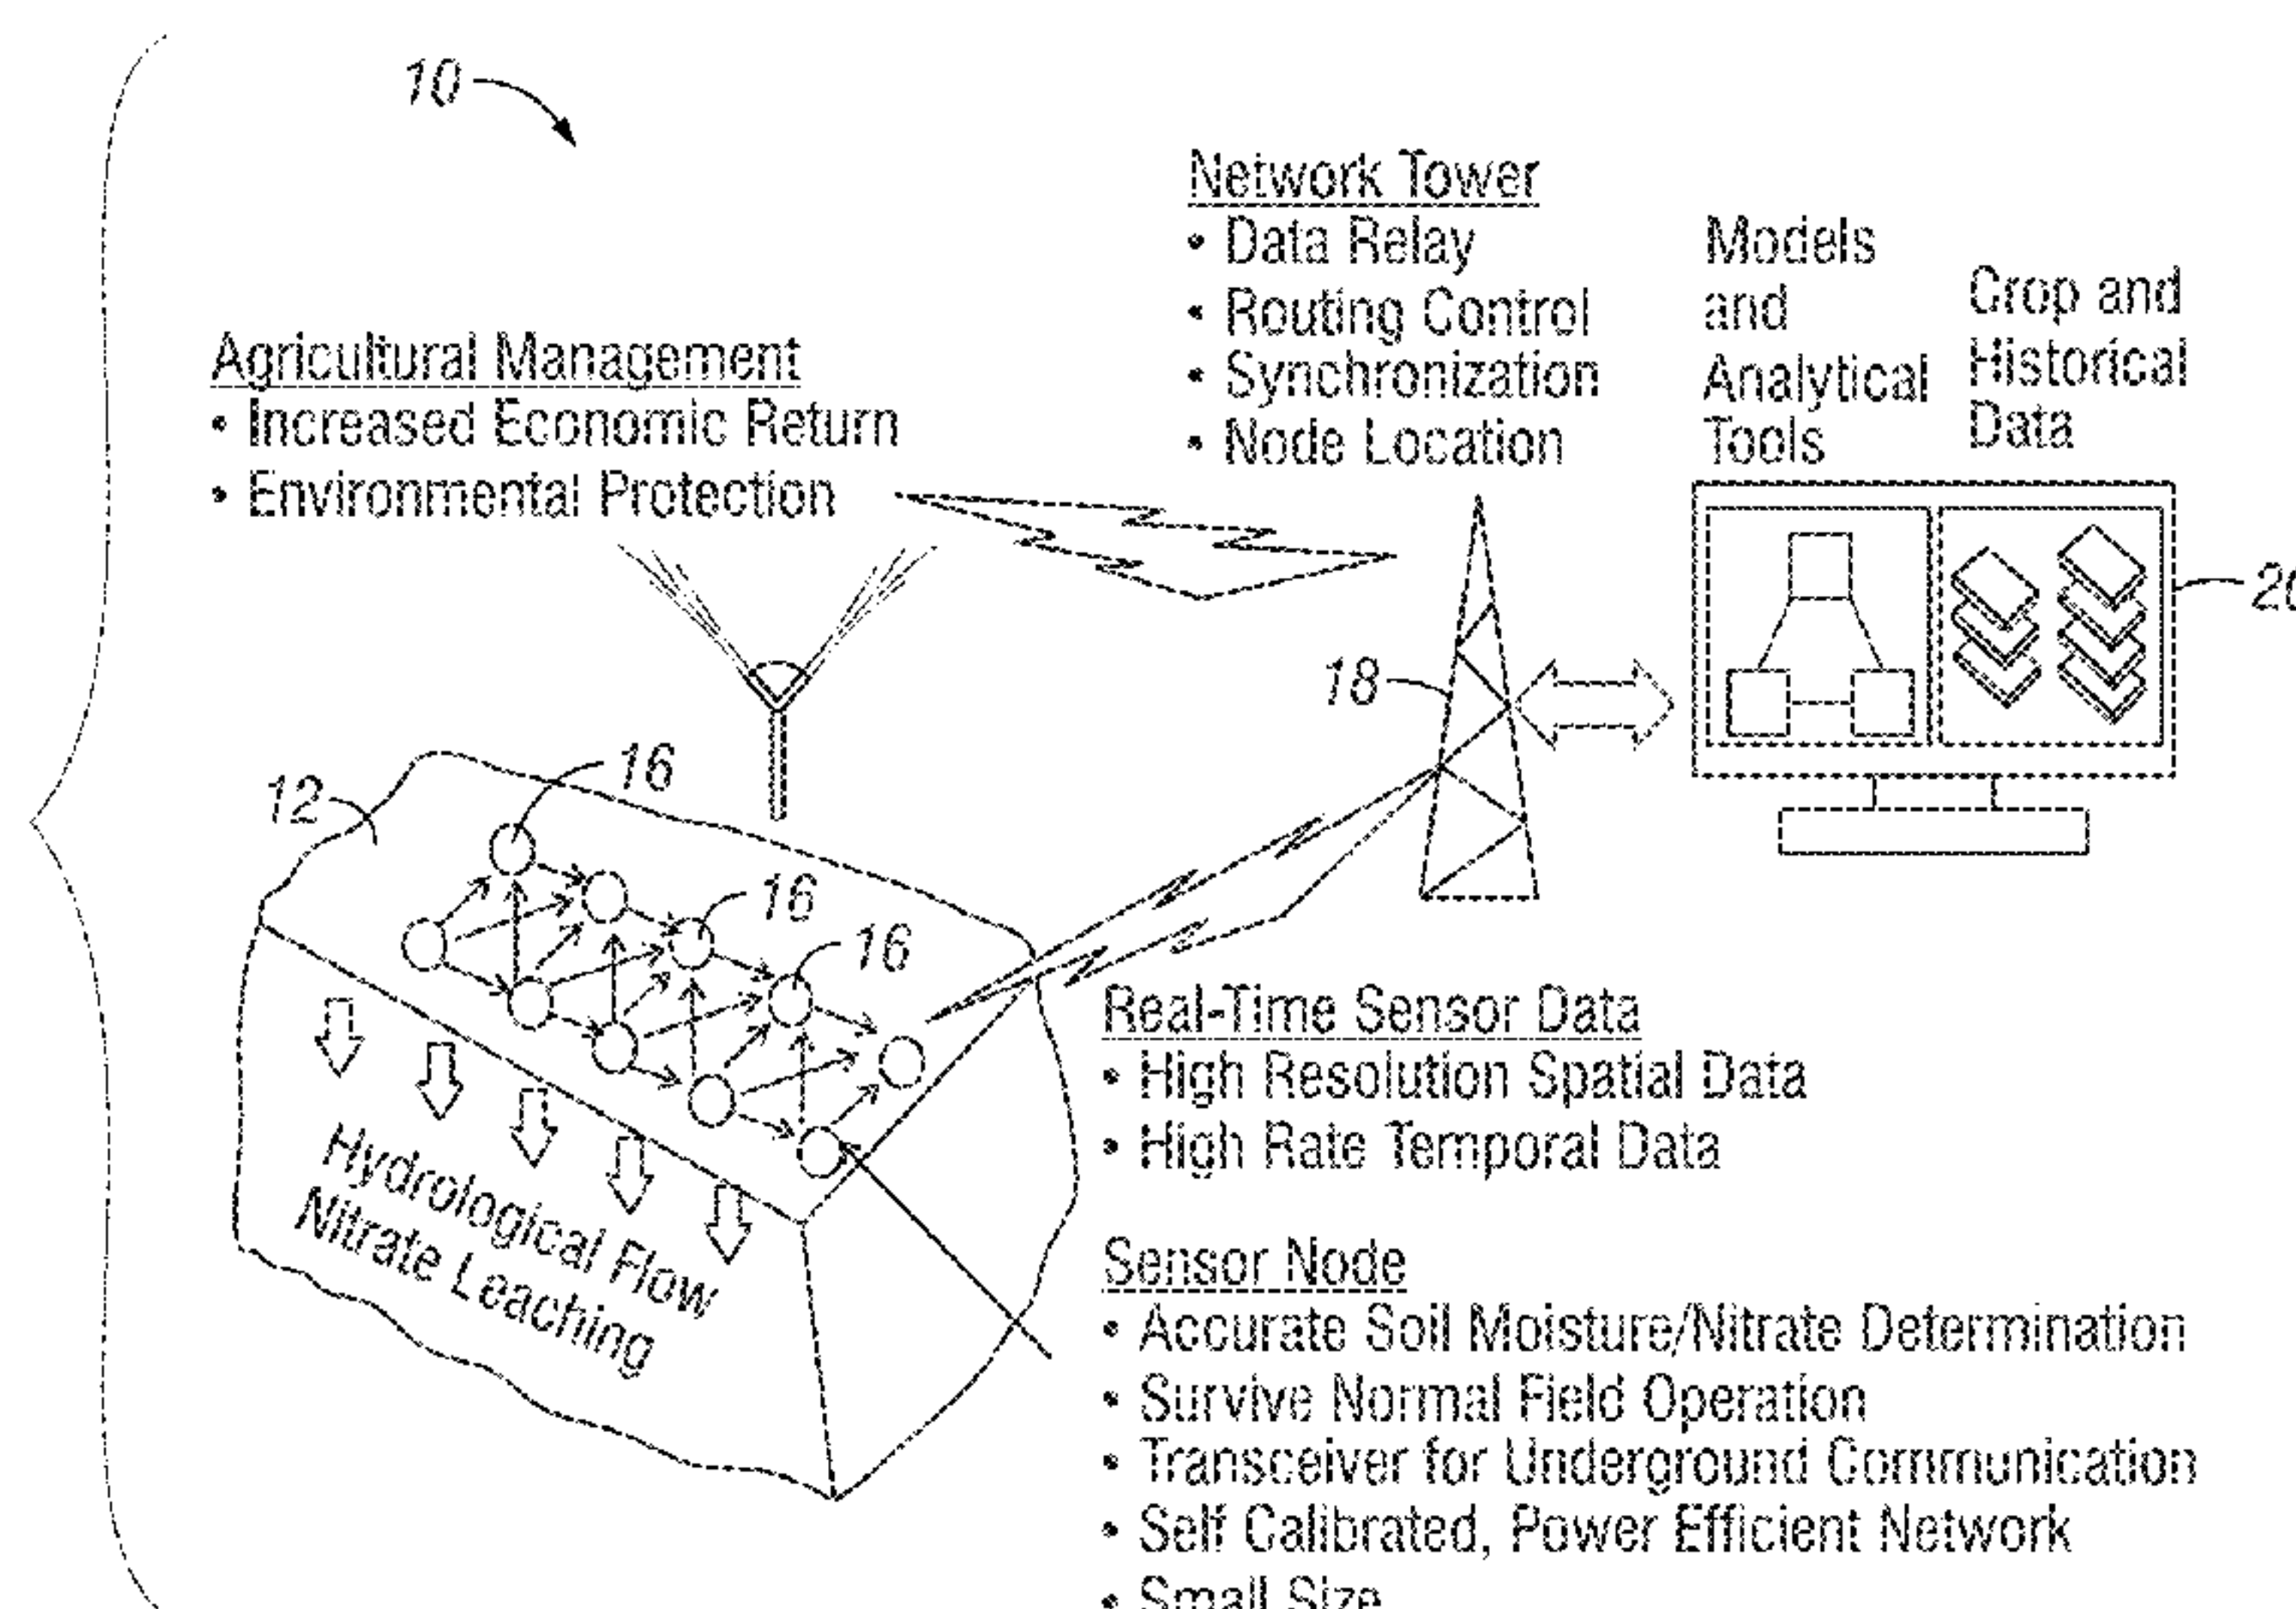 10
Network Tower
• Data Relay
• Routing Control
• Synchronization
• Node Location
Models
and
Analytical
Tools
Crop and
Historical
Data
Agricultural Management
• Increased Economic Return
• Environmental Protection
18
12
16
16
16
Hydrological Flow
Nitrate Leaching
Real-Time Sensor Data
• High Resolution Spatial Data
• High Rate Temporal Data
Sensor Node
• Accurate Soil Moisture/Nitrate Determination
• Survive Normal Field Operation
• Transceiver for Underground Communication
• Self Calibrated, Power Efficient Network
• Small Size